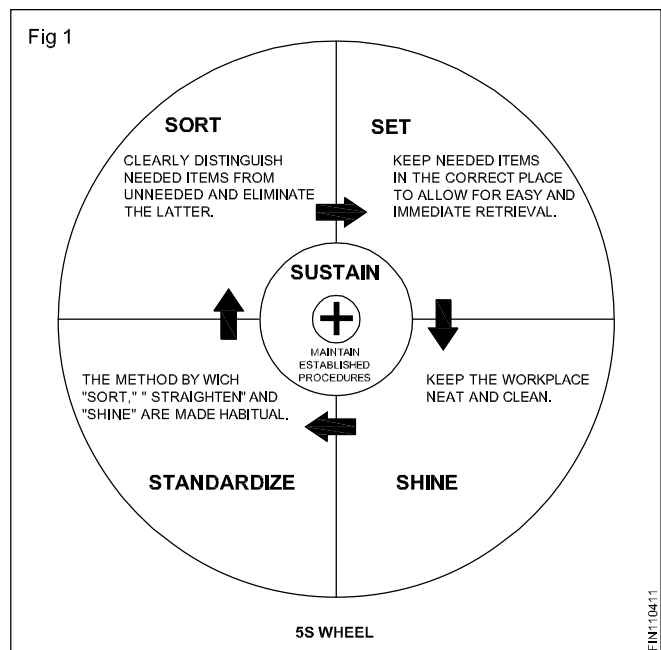 Fig 1
SORT
CLEARLY DISTINGUISH
NEEDED ITEMS FROM
UNNEEDED AND ELIMINATE
THE LATTER.
SET
KEEP NEEDED ITEMS
IN THE CORRECT PLACE
TO ALLOW FOR EASY AND
IMMEDIATE RETRIEVAL.
SUSTAIN
MAINTAIN
ESTABLISHED
PROCEDURES
THE METHOD BY WICH
"SORT," " STRAIGHTEN" AND
"SHINE" ARE MADE HABITUAL.
STANDARDIZE
KEEP THE WORKPLACE
NEAT AND CLEAN.
SHINE
5S WHEEL
FIN110411